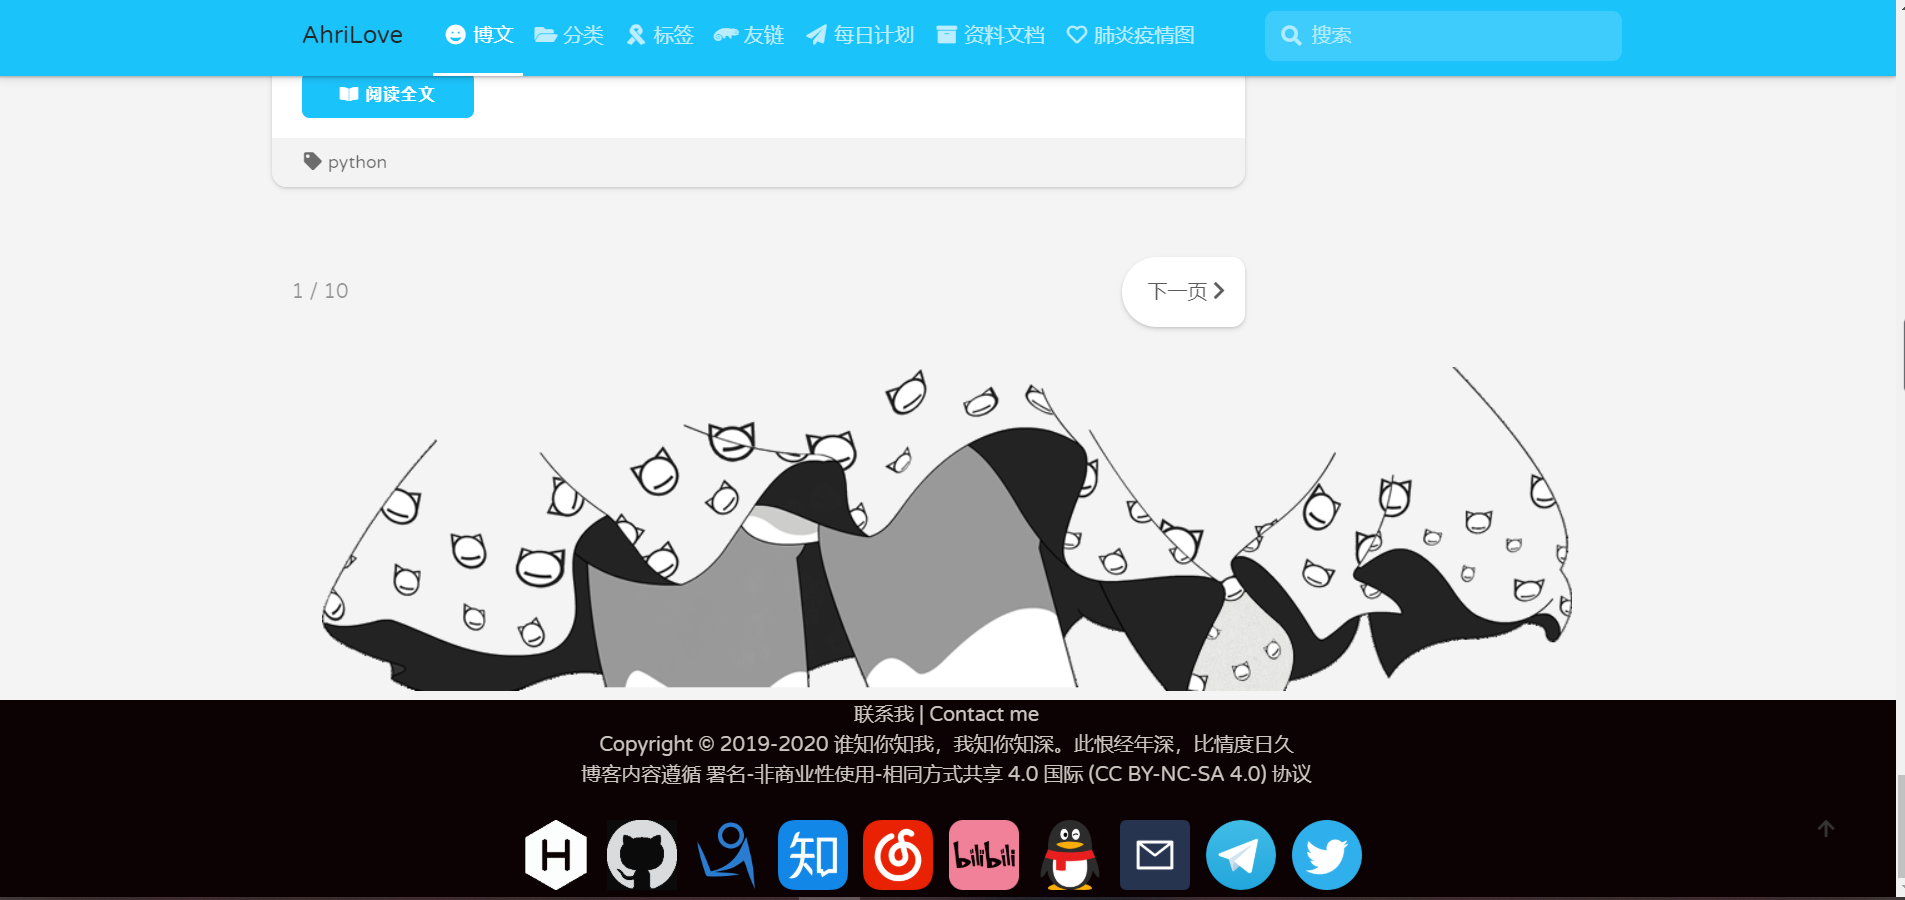 AhriLove 博文 分类 标签 友链 每日计划 资料文档 肺炎疫情图 搜索
阅读全文
python
1 / 10
下一页
联系我 | Contact me
Copyright © 2019-2020 谁知你知我，我知你知深。此恨经年深，比情度日久
博客内容遵循 署名-非商业性使用-相同方式共享 4.0 国际 (CC BY-NC-SA 4.0) 协议
H 知 bilibili